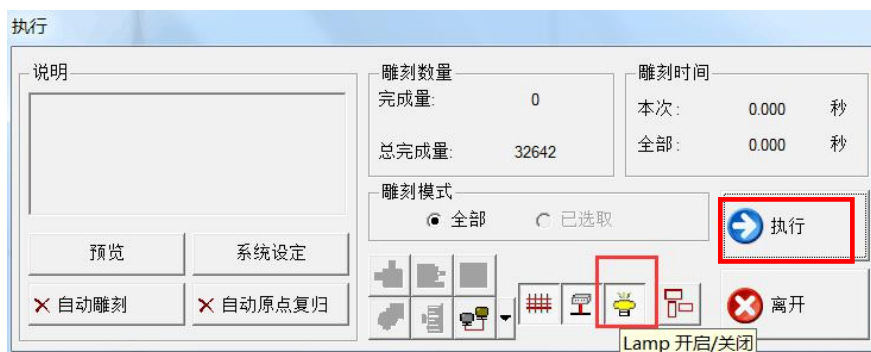 执行
说明
预览
系统设定
自动雕刻
自动原点复归
雕刻数量
完成量: 0
总完成量: 32642
雕刻时间
本次: 0.000 秒
全部: 0.000 秒
雕刻模式
全部 已选取
执行
离开
Lamp 开启/关闭